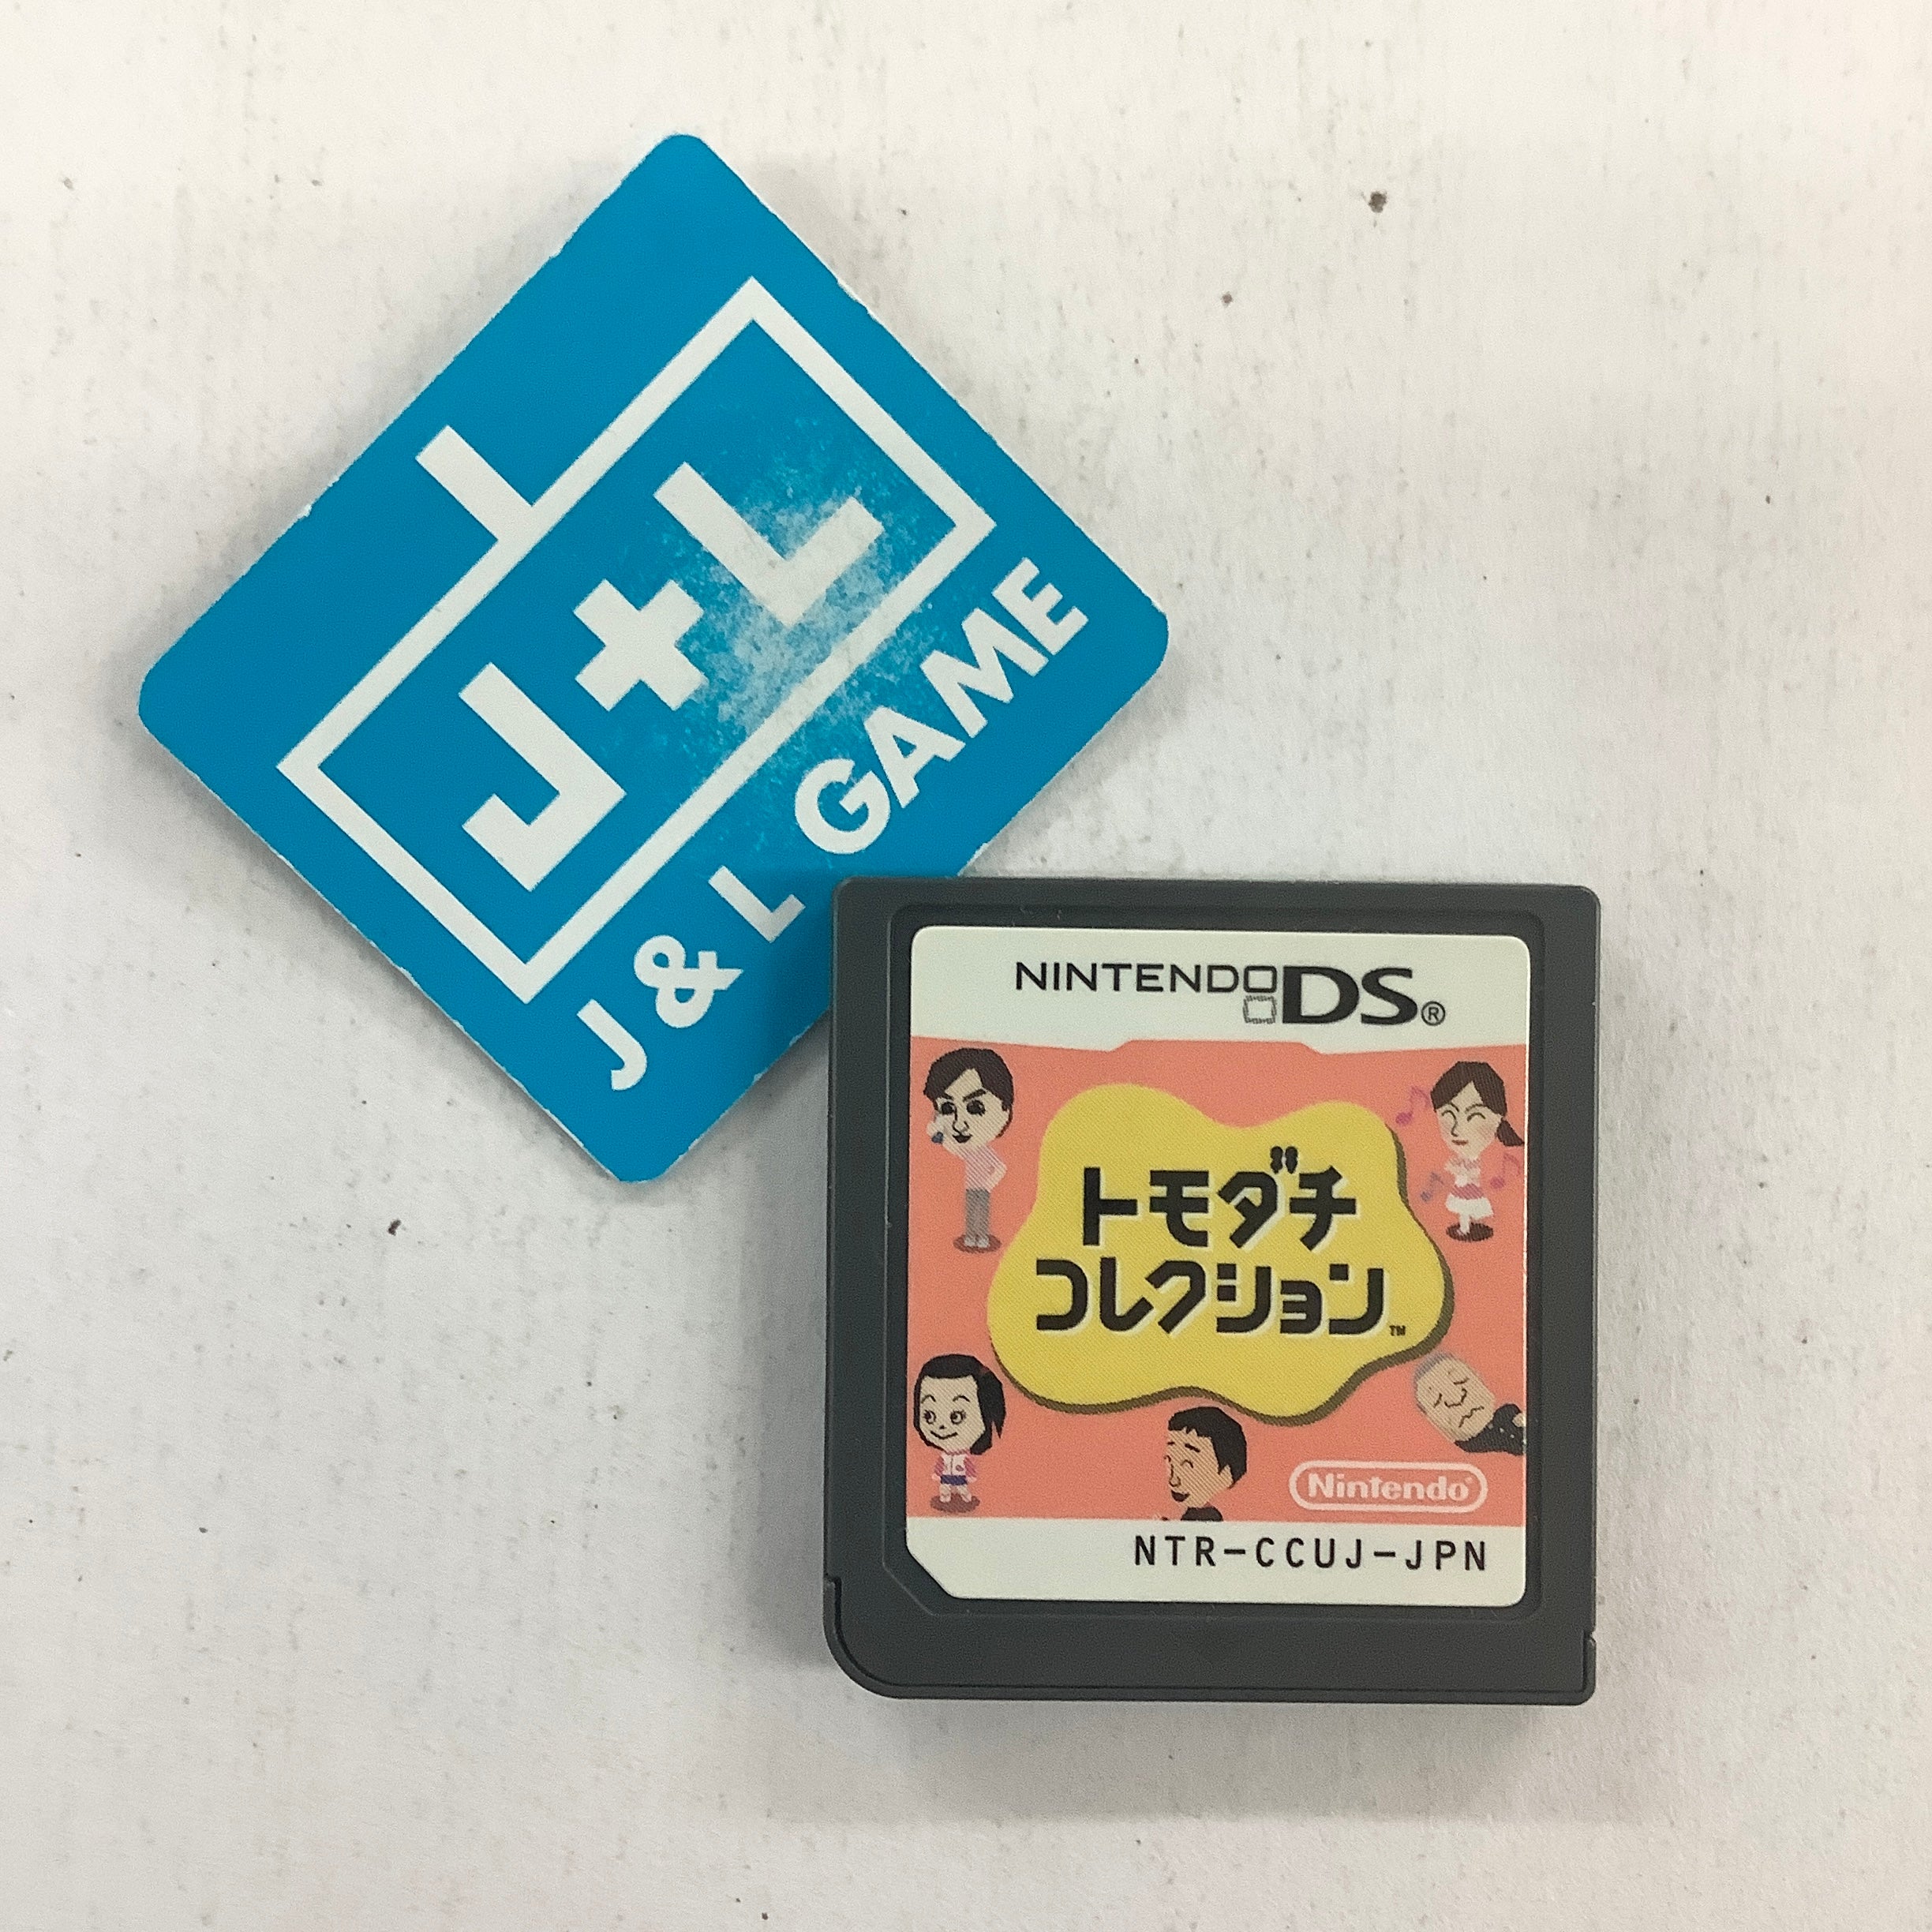 J+L
J & L GAME
NINTENDO DS®
トモダチ
コレクション™
Nintendo®
NTR-CCUJ-JPN